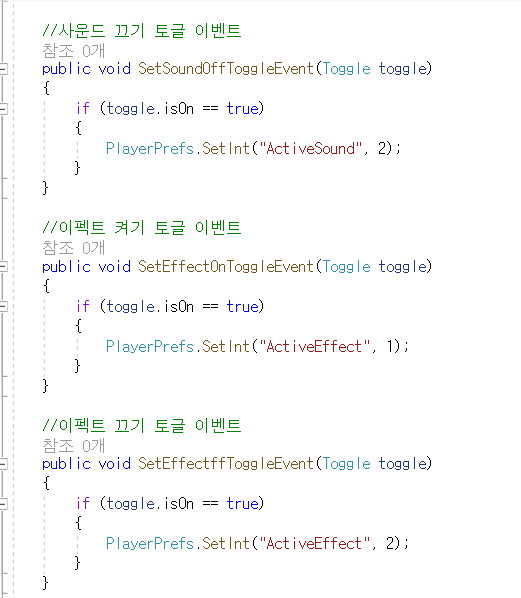 //사운드 끄기 토글 이벤트
참조 0개
public void SetSoundOffToggleEvent(Toggle toggle)
{
if (toggle.isOn == true)
{
PlayerPrefs.SetInt("ActiveSound", 2);
}
}
//이펙트 켜기 토글 이벤트
참조 0개
public void SetEffectOnToggleEvent(Toggle toggle)
{
if (toggle.isOn == true)
{
PlayerPrefs.SetInt("ActiveEffect", 1);
}
}
//이펙트 끄기 토글 이벤트
참조 0개
public void SetEffectffToggleEvent(Toggle toggle)
{
if (toggle.isOn == true)
{
PlayerPrefs.SetInt("ActiveEffect", 2);
}
}